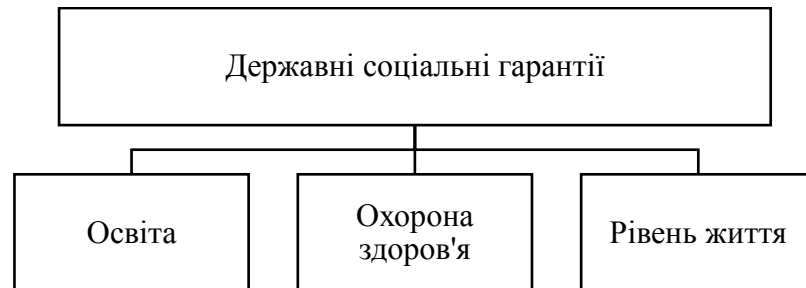 Державні соціальні гарантії
Освіта
Охорона
здоров'я
Рівень життя